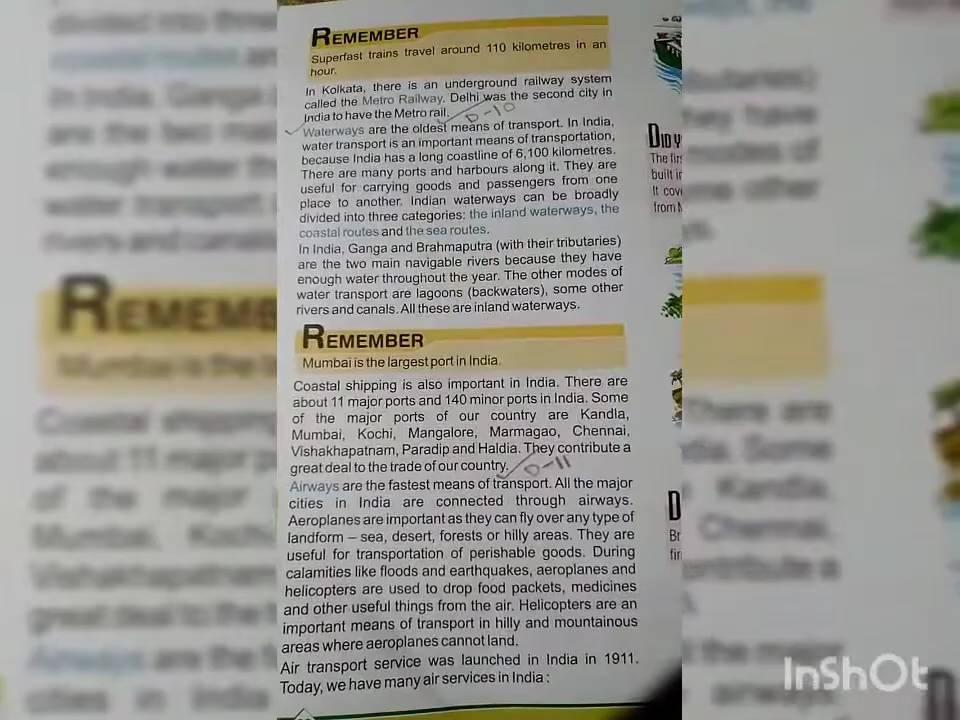 REMEMBER
Superfast trains travel around 110 kilometres in an
hour.
In Kolkata, there is an underground railway system
called the Metro Railway. Delhi was the second city in
India to have the Metro rail.
D-10
Waterways are the oldest means of transport. In India,
water transport is an important means of transportation,
because India has a long coastline of 6,100 kilometres.
There are many ports and harbours along it. They are
useful for carrying goods and passengers from one
place to another. Indian waterways can be broadly
divided into three categories: the inland waterways, the
coastal routes and the sea routes.
In India, Ganga and Brahmaputra (with their tributaries)
are the two main navigable rivers because they have
enough water throughout the year. The other modes of
water transport are lagoons (backwaters), some other
rivers and canals. All these are inland waterways.
REMEMBER
Mumbai is the largest port in India.
Coastal shipping is also important in India. There are
about 11 major ports and 140 minor ports in India. Some
of the major ports of our country are Kandla,
Mumbai, Kochi, Mangalore, Marmagao, Chennai,
Vishakhapatnam, Paradip and Haldia. They contribute a
great deal to the trade of our country.
D-11
Airways are the fastest means of transport. All the major
cities in India are connected through airways.
Aeroplanes are important as they can fly over any type of
landform – sea, desert, forests or hilly areas. They are
useful for transportation of perishable goods. During
calamities like floods and earthquakes, aeroplanes and
helicopters are used to drop food packets, medicines
and other useful things from the air. Helicopters are an
important means of transport in hilly and mountainous
areas where aeroplanes cannot land.
Air transport service was launched in India in 1911.
Today, we have many air services in India :
DID
The
built
It
from
InShOt